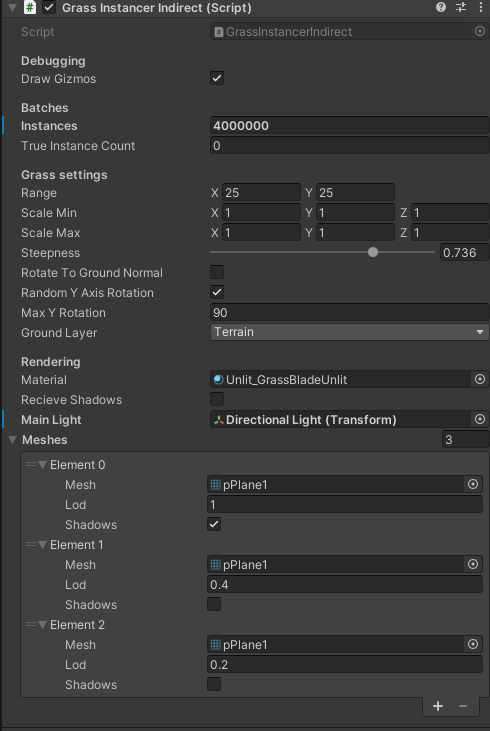 Grass Instancer Indirect (Script)
Script GrassInstancerIndirect
Debugging
Draw Gizmos
Batches
Instances 4000000
True Instance Count 0
Grass settings
Range X 25 Y 25
Scale Min X 1 Y 1 Z 1
Scale Max X 1 Y 1 Z 1
Steepness 0.736
Rotate To Ground Normal
Random Y Axis Rotation
Max Y Rotation 90
Ground Layer Terrain
Rendering
Material Unlit_GrassBladeUnlit
Recieve Shadows
Main Light Directional Light (Transform)
Meshes 3
Element 0
Mesh pPlane1
Lod 1
Shadows
Element 1
Mesh pPlane1
Lod 0.4
Shadows
Element 2
Mesh pPlane1
Lod 0.2
Shadows
+ −